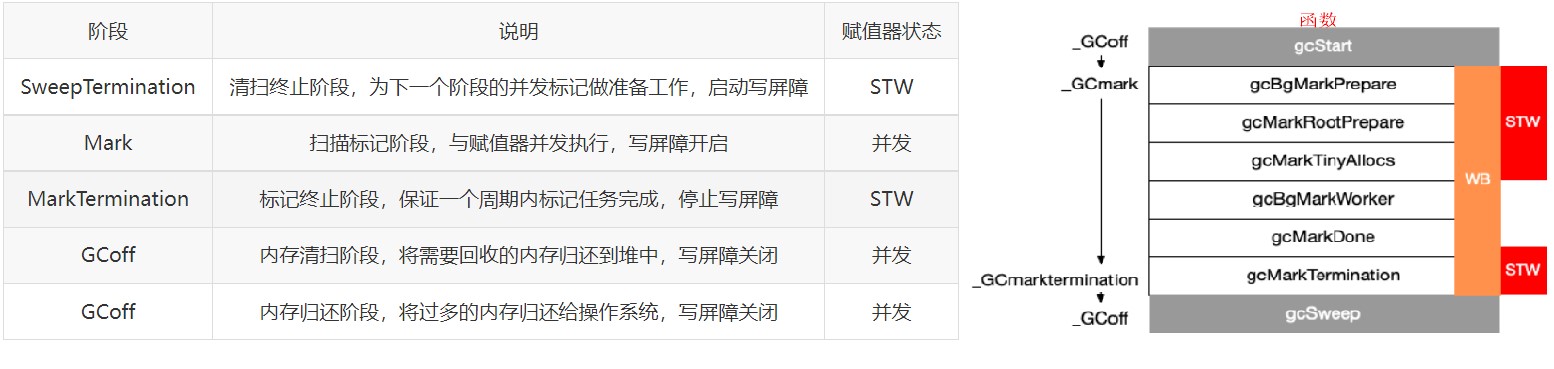 阶段 说明 赋值器状态
SweepTermination 清扫终止阶段，为下一个阶段的并发标记做准备工作，启动写屏障 STW
Mark 扫描标记阶段，与赋值器并发执行，写屏障开启 并发
MarkTermination 标记终止阶段，保证一个周期内标记任务完成，停止写屏障 STW
GCoff 内存清扫阶段，将需要回收的内存归还到堆中，写屏障关闭 并发
GCoff 内存归还阶段，将过多的内存归还给操作系统，写屏障关闭 并发
函数
_GCoff gcStart
_GCmark gcBgMarkPrepare
gcMarkRoctPrepare STW
gcMarkTinyAllocs
WB
gcBgMarkWorker
gcMarkDone
_GCmarktermination gcMarkTermination STW
_GCoff gcSweep